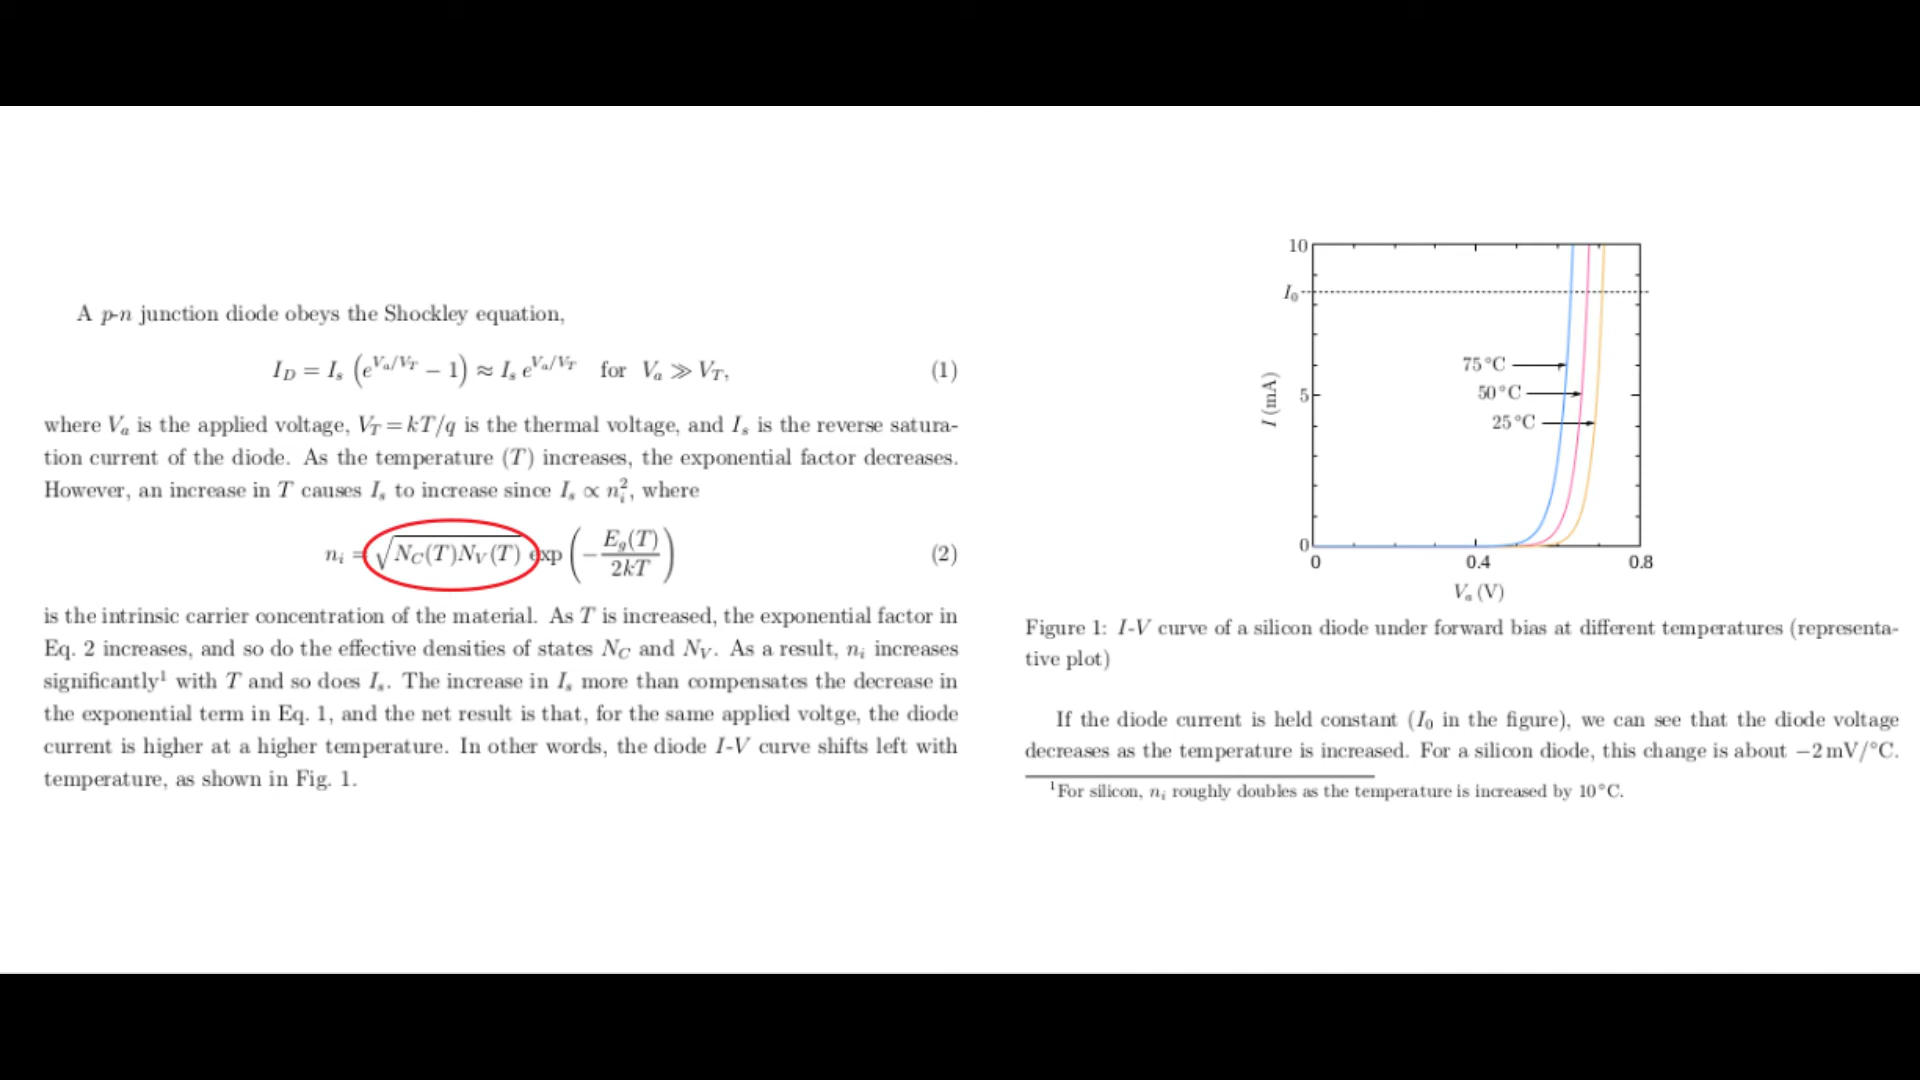 A p-n junction diode obeys the Shockley equation,
I_D = I_s (e^{V_a/V_T} − 1) ≈ I_s e^{V_a/V_T} for V_a ≫ V_T, (1)
where V_a is the applied voltage, V_T = kT/q is the thermal voltage, and I_s is the reverse satura-
tion current of the diode. As the temperature (T) increases, the exponential factor decreases.
However, an increase in T causes I_s to increase since I_s ∝ n_i^2, where
n_i = √(N_C(T)N_V(T)) exp(−E_g(T)/2kT) (2)
is the intrinsic carrier concentration of the material. As T is increased, the exponential factor in
Eq. 2 increases, and so do the effective densities of states N_C and N_V. As a result, n_i increases
significantly¹ with T and so does I_s. The increase in I_s more than compensates the decrease in
the exponential term in Eq. 1, and the net result is that, for the same applied voltge, the diode
current is higher at a higher temperature. In other words, the diode I-V curve shifts left with
temperature, as shown in Fig. 1.
10
I_0
75°C
50°C
25°C
I (mA)
5
0
0 0.4 0.8
V_a (V)
Figure 1: I-V curve of a silicon diode under forward bias at different temperatures (representa-
tive plot)
If the diode current is held constant (I_0 in the figure), we can see that the diode voltage
decreases as the temperature is increased. For a silicon diode, this change is about −2 mV/°C.
¹For silicon, n_i roughly doubles as the temperature is increased by 10°C.